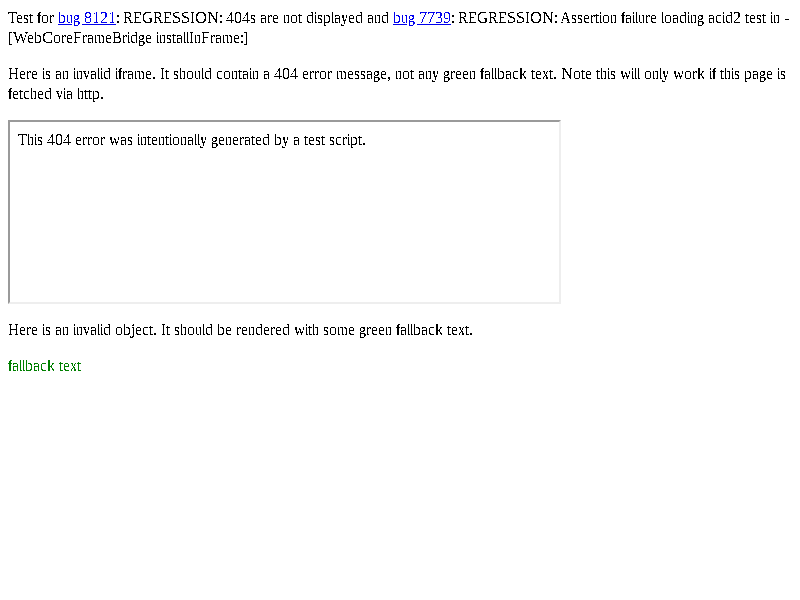 Test for bug 8121: REGRESSION: 404s are not displayed and bug 7739: REGRESSION: Assertion failure loading acid2 test in -
[WebCoreFrameBridge installInFrame:]
Here is an invalid iframe. It should contain a 404 error message, not any green fallback text. Note this will only work if this page is
fetched via http.
This 404 error was intentionally generated by a test script.
Here is an invalid object. It should be rendered with some green fallback text.
fallback text